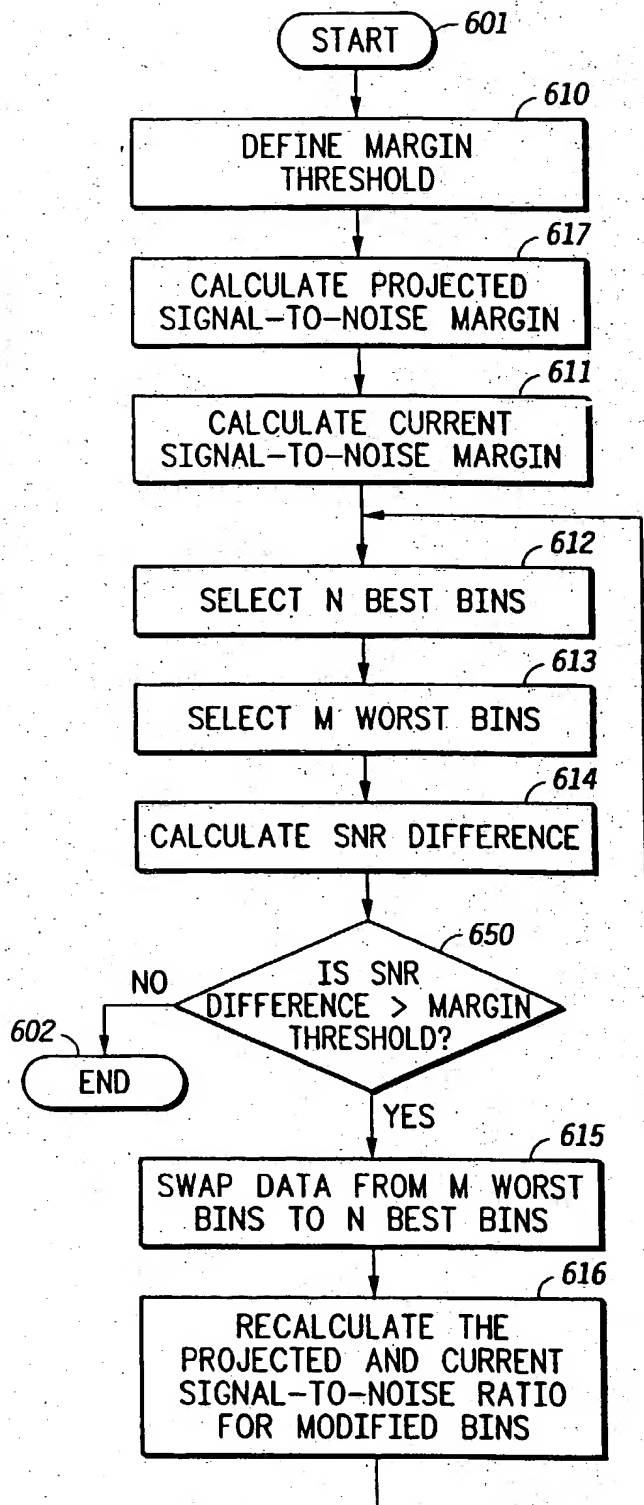 START
601
610
DEFINE MARGIN
THRESHOLD
617
CALCULATE PROJECTED
SIGNAL-TO-NOISE MARGIN
611
CALCULATE CURRENT
SIGNAL-TO-NOISE MARGIN
612
SELECT N BEST BINS
613
SELECT M WORST BINS
614
CALCULATE SNR DIFFERENCE
650
IS SNR
DIFFERENCE > MARGIN
THRESHOLD?
NO
602
END
YES
615
SWAP DATA FROM M WORST
BINS TO N BEST BINS
616
RECALCULATE THE
PROJECTED AND CURRENT
SIGNAL-TO-NOISE RATIO
FOR MODIFIED BINS